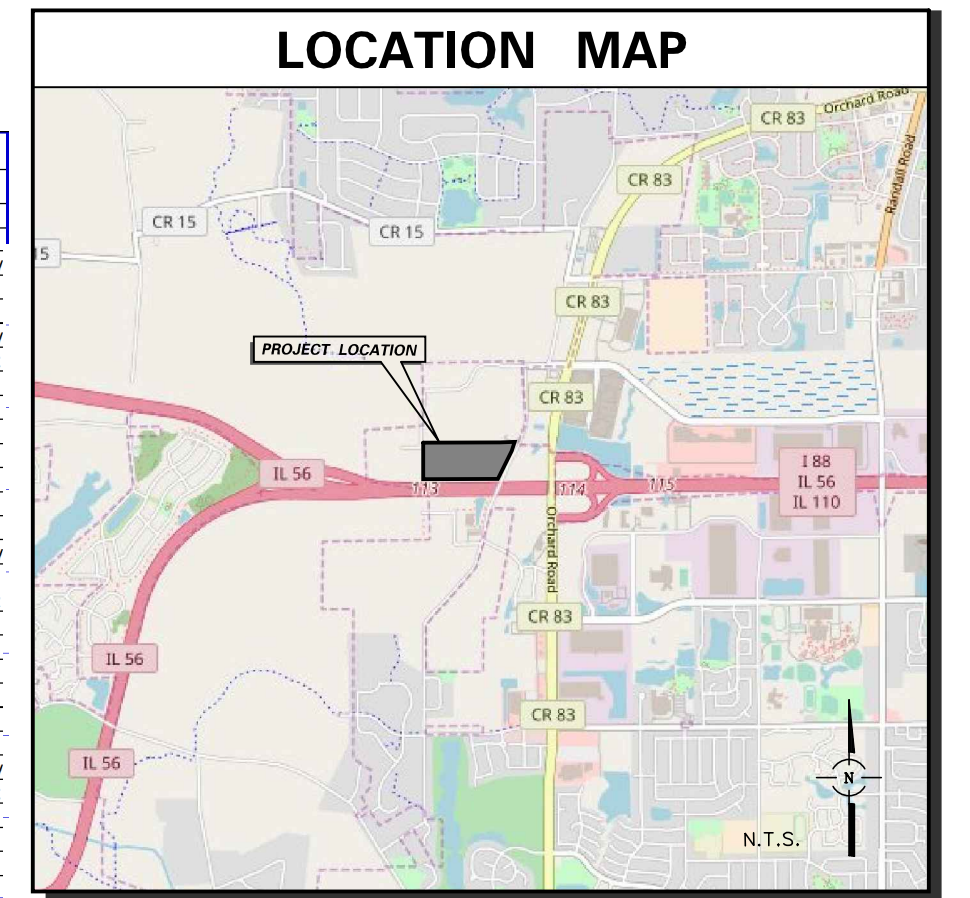 LOCATION MAP
Orchard Road
CR 83
CR 83
Randall Road
CR 15
CR 15
15
CR 83
PROJECT LOCATION
CR 83
IL 56
I 88
IL 56
IL 110
113
114
115
Orchard Road
CR 83
IL 56
CR 83
IL 56
N
N.T.S.